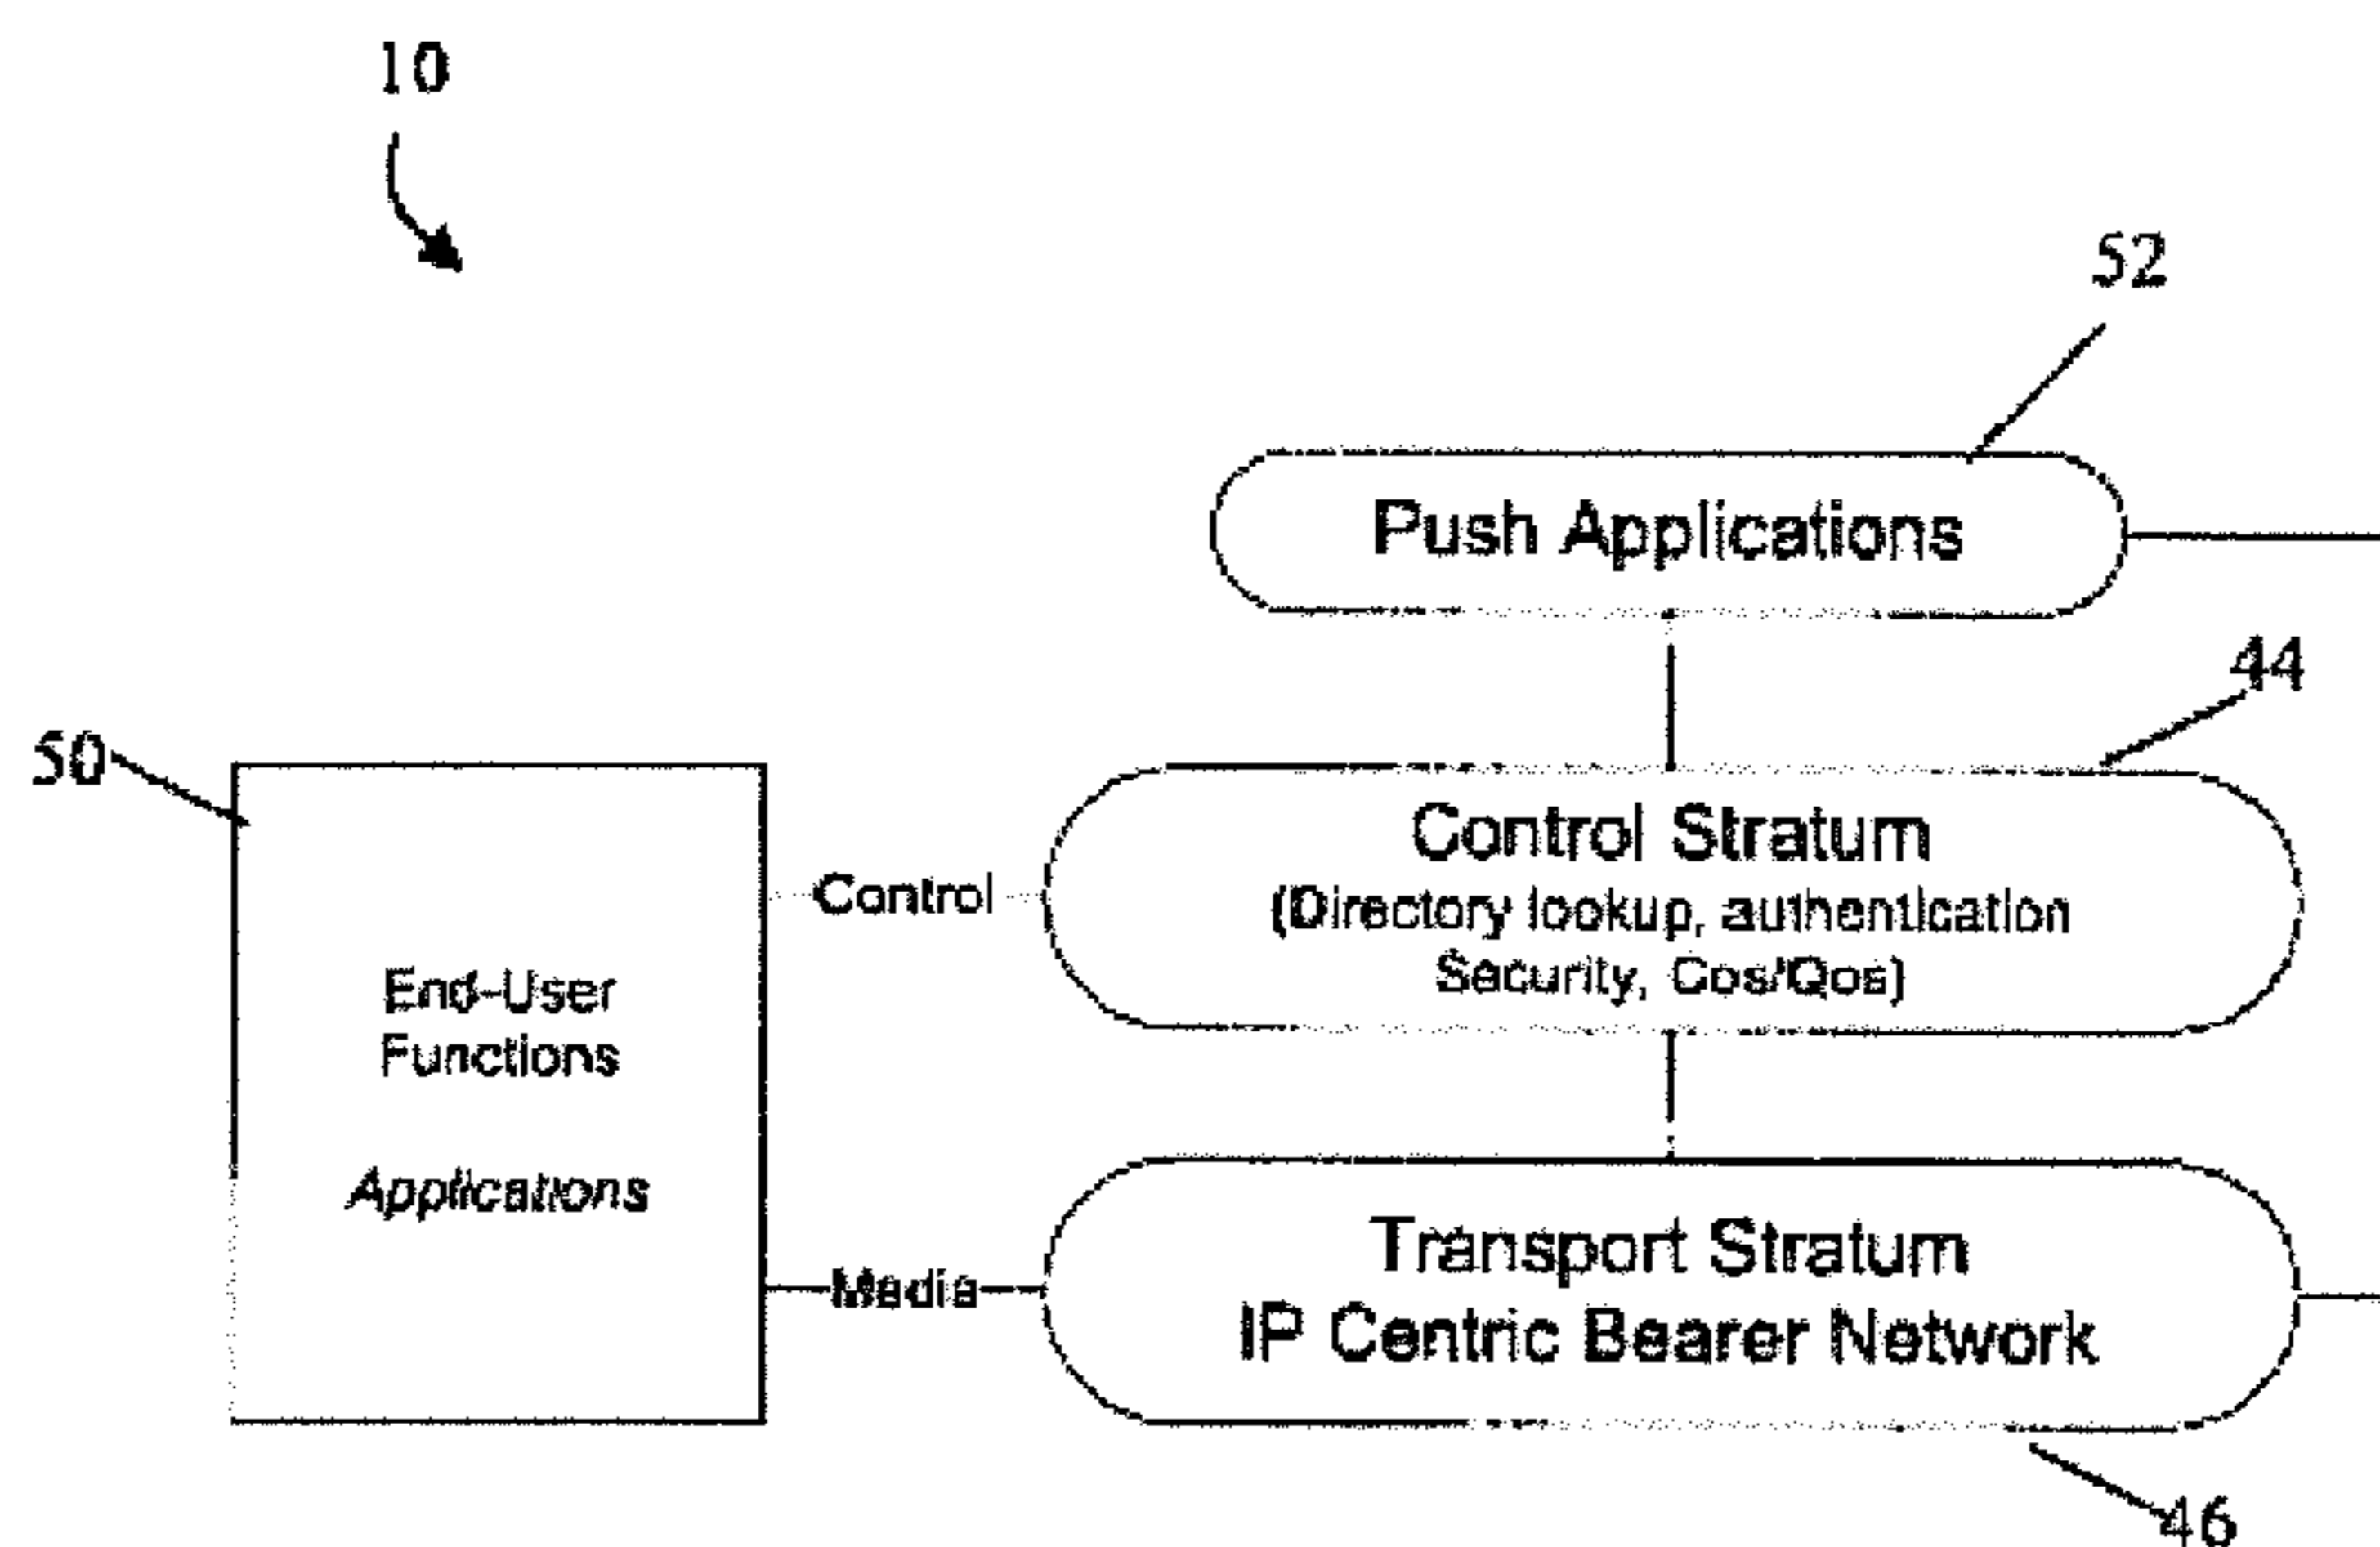 10
52
Push Applications
44
50
Control Stratum
(Directory lookup, authentication
Security, Cos/Qos)
Control
End-User
Functions
Applications
Transport Stratum
IP Centric Bearer Network
Media
46